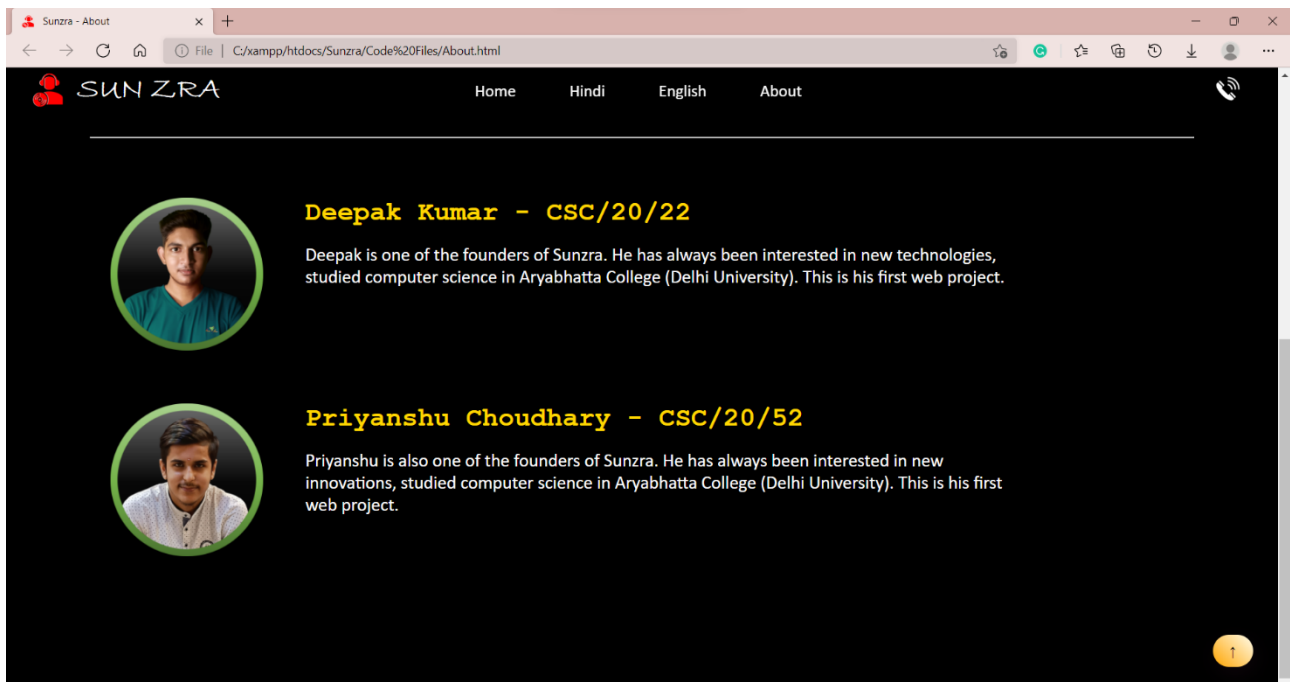 Sunzra - About
File | C:/xampp/htdocs/Sunzra/Code%20Files/About.html
SUN ZRA Home Hindi English About
Deepak Kumar - CSC/20/22
Deepak is one of the founders of Sunzra. He has always been interested in new technologies,
studied computer science in Aryabhatta College (Delhi University). This is his first web project.
Priyanshu Choudhary - CSC/20/52
Priyanshu is also one of the founders of Sunzra. He has always been interested in new
innovations, studied computer science in Aryabhatta College (Delhi University). This is his first
web project.